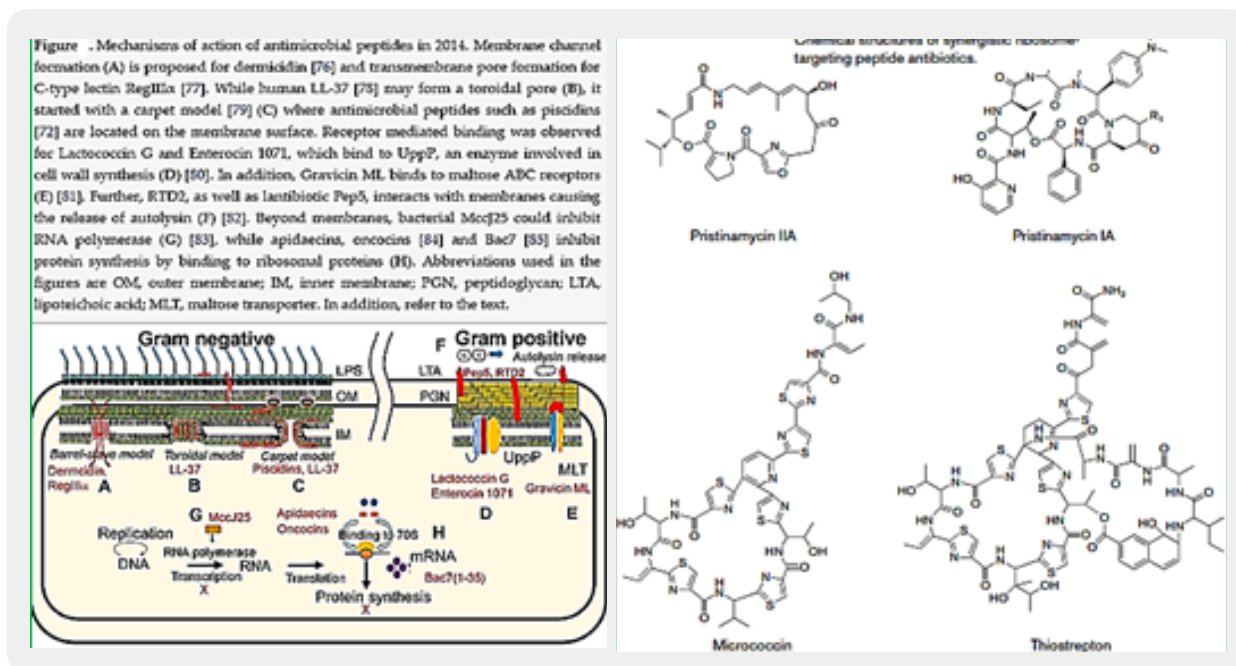 Figure . Mechanisms of action of antimicrobial peptides in 2014. Membrane channel
formation (A) is proposed for dermicidin [76] and transmembrane pore formation for
C-type lectin RegIIIα [77]. While human LL-37 [78] may form a toroidal pore (B), it
started with a carpet model [79] (C) where antimicrobial peptides such as piscidins
[72] are located on the membrane surface. Receptor mediated binding was observed
for Lactococcin G and Enterocin 1071, which bind to UppP, an enzyme involved in
cell wall synthesis (D) [80]. In addition, Gravicin ML binds to maltose ABC receptors
(E) [81]. Further, RTD2, as well as lantibiotic Pep5, interacts with membranes causing
the release of autolysin (F) [82]. Beyond membranes, bacterial MccJ25 could inhibit
RNA polymerase (G) [83], while apidaecins, oncocins [84] and Bac7 [85] inhibit
protein synthesis by binding to ribosomal proteins (H). Abbreviations used in the
figures are OM, outer membrane; IM, inner membrane; PGN, peptidoglycan; LTA,
lipoteichoic acid; MLT, maltose transporter. In addition, refer to the text.
Gram negative
F Gram positive
Autolysin release
LPS
LTA
Pep5, RTD2
OM
PGN
IM
Barrel-stave model
Toroidal model
Carpet model
UppP
MLT
Dermcidin,
RegIIIα
LL-37
Piscidins, LL-37
Lactococcin G
Enterocin 1071
Gravicin ML
A
B
C
D
E
G
MccJ25
Apidaecins
Oncocins
Binding to 70S
H
Replication
DNA
RNA polymerase
Transcription
X
RNA
Translation
mRNA
Bac7(1-35)
Protein synthesis
X
Chemical structures of synergistic ribosome-
targeting peptide antibiotics.
Pristinamycin IIA
Pristinamycin IA
Micrococcin
Thiostrepton